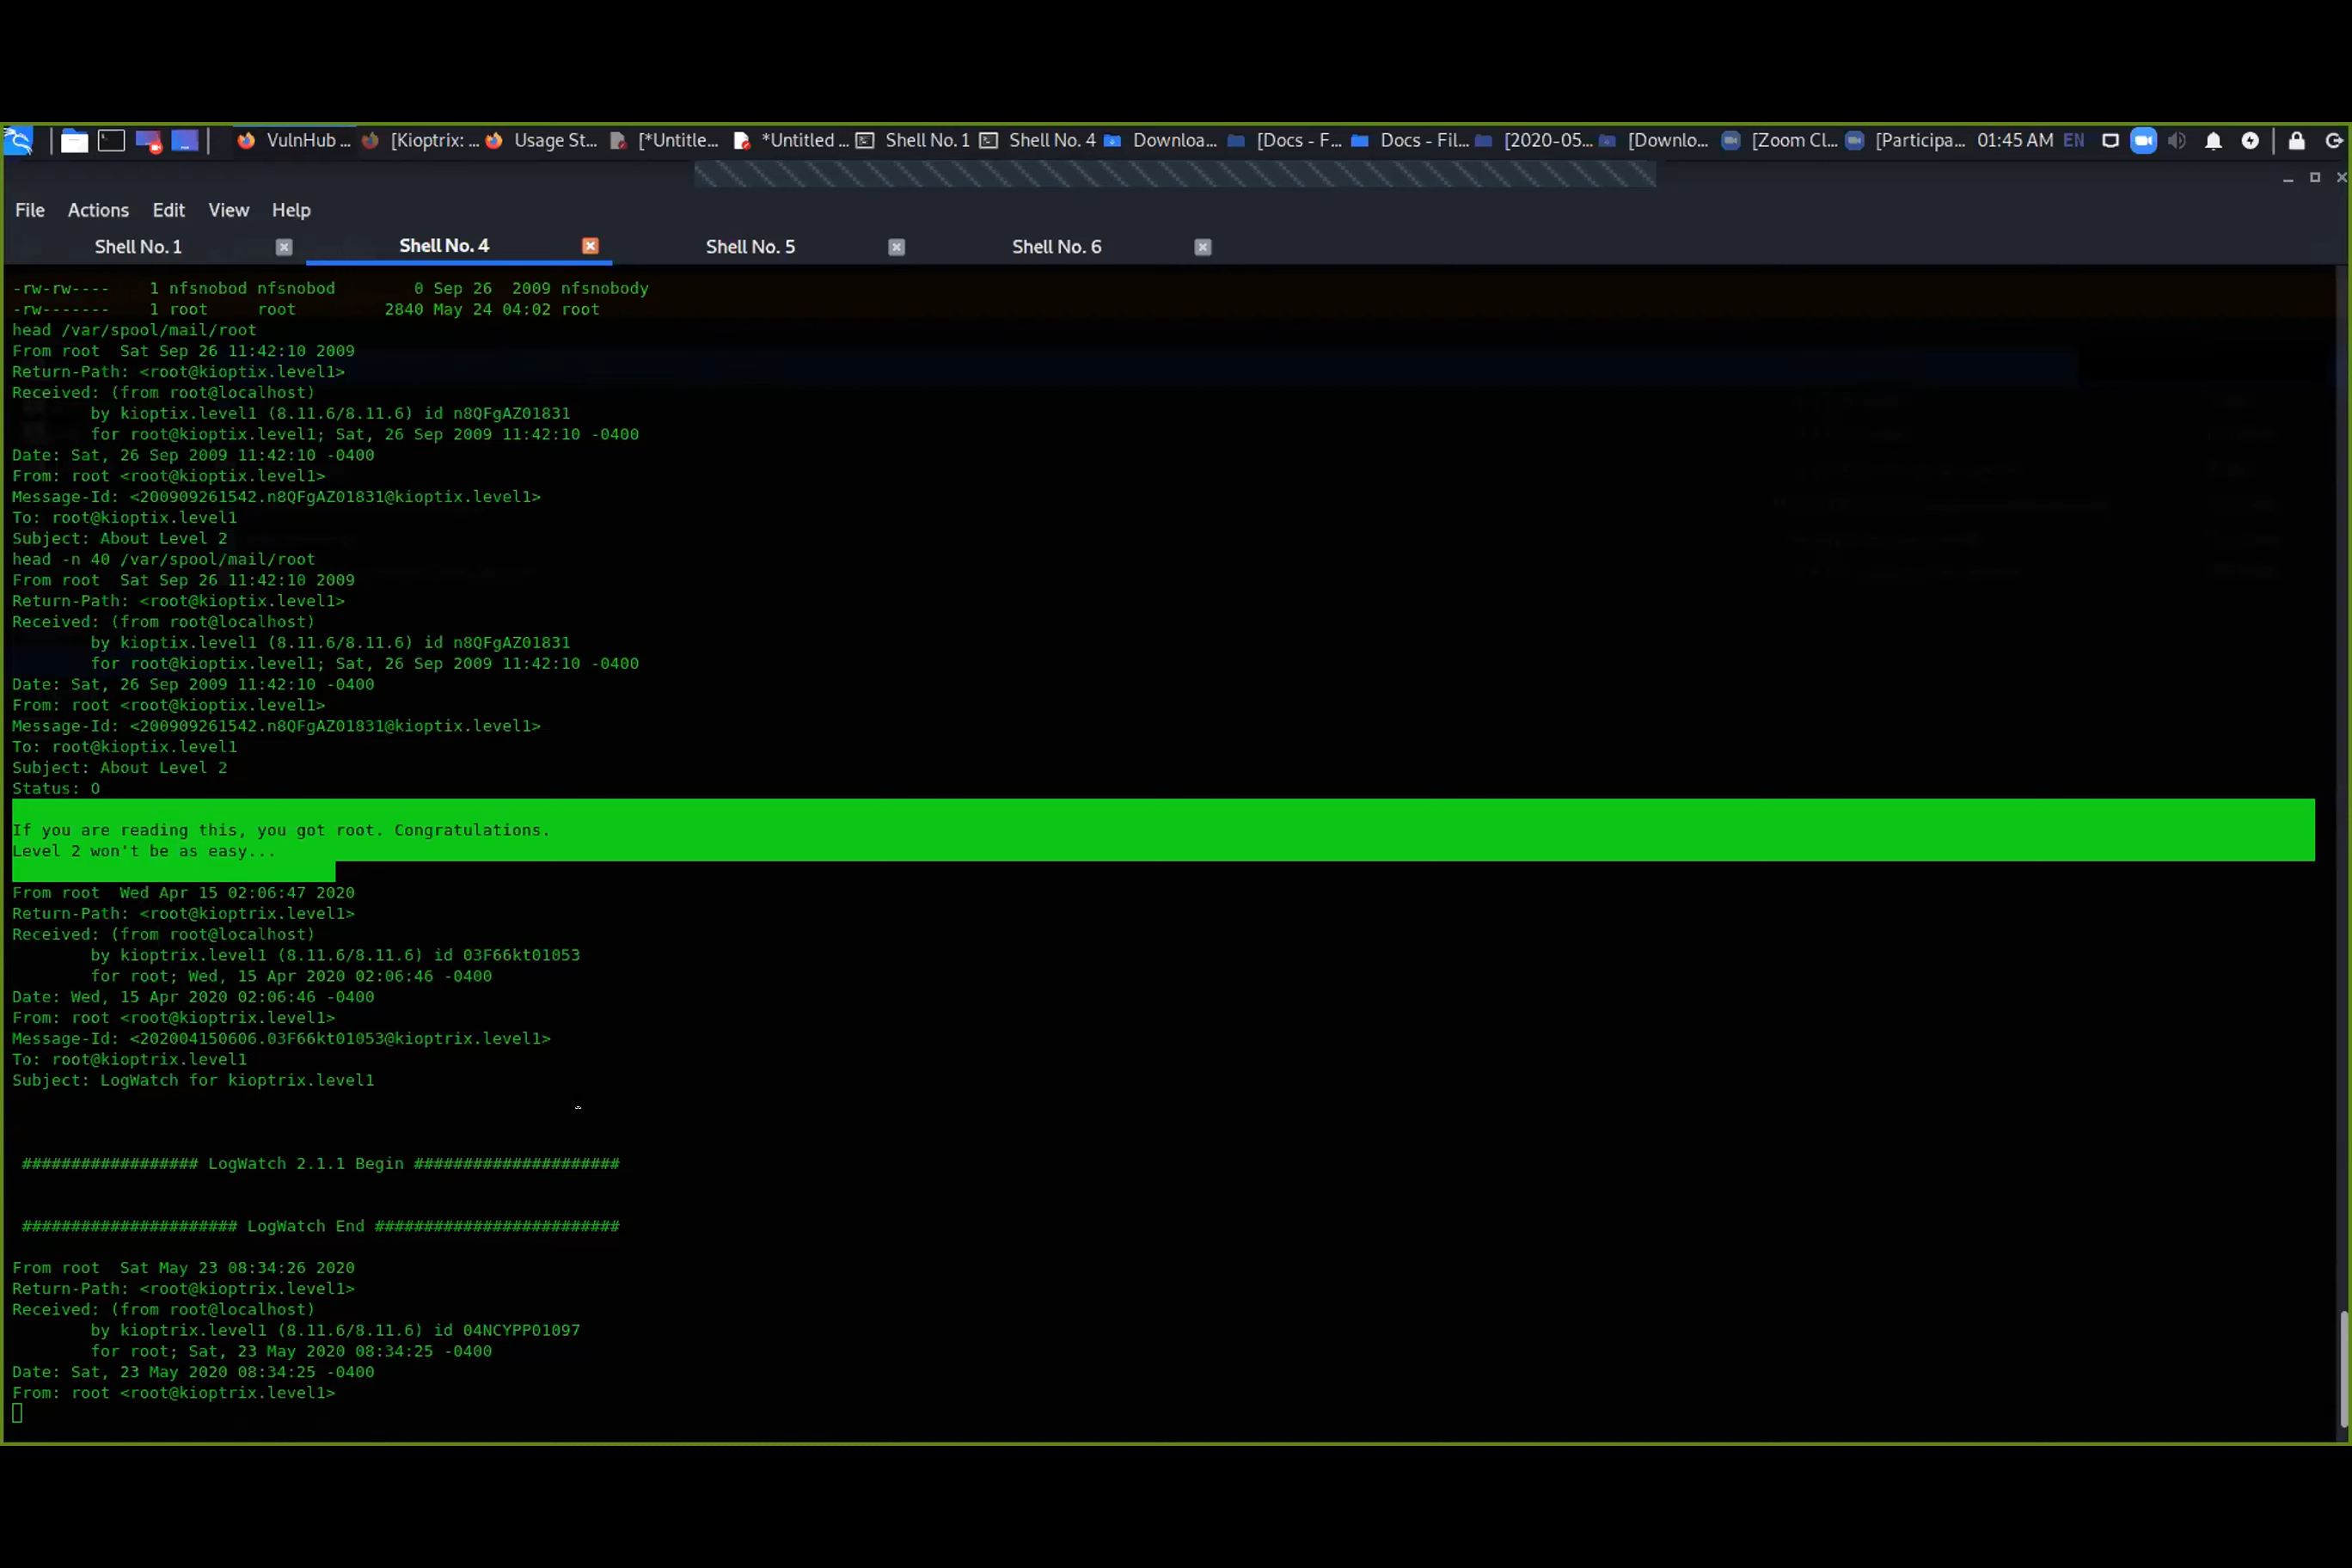 VulnHub ... [Kioptrix: ... Usage St... [*Untitle... *Untitled ... Shell No. 1 Shell No. 4 Downloa... [Docs - F... Docs - Fil... [2020-05... [Downlo... [Zoom Cl... [Participa... 01:45 AM EN
File Actions Edit View Help
Shell No. 1 Shell No. 4 Shell No. 5 Shell No. 6
-rw-rw----    1 nfsnobod nfsnobod        0 Sep 26  2009 nfsnobody
-rw-------    1 root     root         2840 May 24 04:02 root
head /var/spool/mail/root
From root  Sat Sep 26 11:42:10 2009
Return-Path: <root@kioptix.level1>
Received: (from root@localhost)
        by kioptix.level1 (8.11.6/8.11.6) id n8QFgAZ01831
        for root@kioptix.level1; Sat, 26 Sep 2009 11:42:10 -0400
Date: Sat, 26 Sep 2009 11:42:10 -0400
From: root <root@kioptix.level1>
Message-Id: <200909261542.n8QFgAZ01831@kioptix.level1>
To: root@kioptix.level1
Subject: About Level 2
head -n 40 /var/spool/mail/root
From root  Sat Sep 26 11:42:10 2009
Return-Path: <root@kioptix.level1>
Received: (from root@localhost)
        by kioptix.level1 (8.11.6/8.11.6) id n8QFgAZ01831
        for root@kioptix.level1; Sat, 26 Sep 2009 11:42:10 -0400
Date: Sat, 26 Sep 2009 11:42:10 -0400
From: root <root@kioptix.level1>
Message-Id: <200909261542.n8QFgAZ01831@kioptix.level1>
To: root@kioptix.level1
Subject: About Level 2
Status: O
If you are reading this, you got root. Congratulations.
Level 2 won't be as easy...
From root  Wed Apr 15 02:06:47 2020
Return-Path: <root@kioptrix.level1>
Received: (from root@localhost)
        by kioptrix.level1 (8.11.6/8.11.6) id 03F66kt01053
        for root; Wed, 15 Apr 2020 02:06:46 -0400
Date: Wed, 15 Apr 2020 02:06:46 -0400
From: root <root@kioptrix.level1>
Message-Id: <202004150606.03F66kt01053@kioptrix.level1>
To: root@kioptrix.level1
Subject: LogWatch for kioptrix.level1
################## LogWatch 2.1.1 Begin #####################
###################### LogWatch End #########################
From root  Sat May 23 08:34:26 2020
Return-Path: <root@kioptrix.level1>
Received: (from root@localhost)
        by kioptrix.level1 (8.11.6/8.11.6) id 04NCYPP01097
        for root; Sat, 23 May 2020 08:34:25 -0400
Date: Sat, 23 May 2020 08:34:25 -0400
From: root <root@kioptrix.level1>